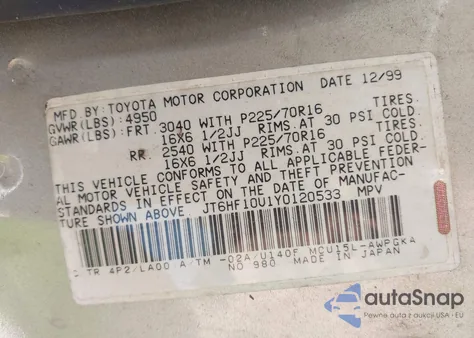 MFD.BY:TOYOTA MOTOR CORPORATION DATE 12/99
GVWR(LBS):4950
GAWR(LBS):FRT. 3040 WITH P225/70R16 TIRES
16X6 1/2JJ RIMS.AT 30 PSI COLD.
RR. 2540 WITH P225/70R16 TIRES
16X6 1/2JJ RIMS.AT 30 PSI COLD.
THIS VEHICLE CONFORMS TO ALL APPLICABLE FEDER-
AL MOTOR VEHICLE SAFETY AND THEFT PREVENTION
STANDARDS IN EFFECT ON THE DATE OF MANUFAC-
TURE SHOWN ABOVE JT6HF10U1Y0120533 MPV
C TR 4P2/LA00 A/TM -02A/U140F MCU15L-AWPGKA
NO 980 MADE IN JAPAN
autoSnap
Pewne auta z aukcji USA - EU